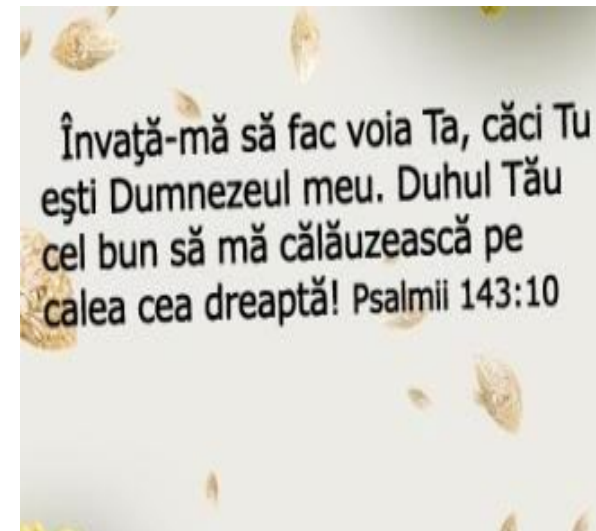 Învaţă-mă să fac voia Ta, căci Tu
eşti Dumnezeul meu. Duhul Tău
cel bun să mă călăuzească pe
calea cea dreaptă! Psalmii 143:10